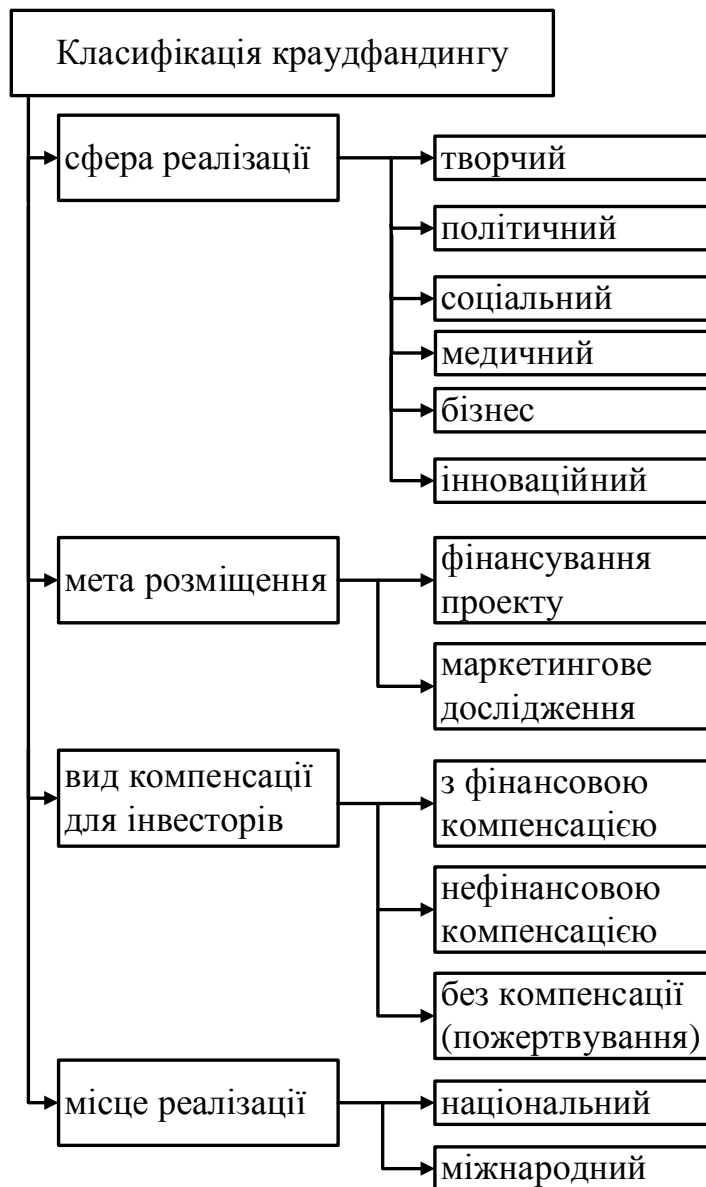 Класифікація краудфандингу
сфера реалізації
творчий
політичний
соціальний
медичний
бізнес
інноваційний
мета розміщення
фінансування
проекту
маркетингове
дослідження
вид компенсації
для інвесторів
з фінансовою
компенсацією
нефінансовою
компенсацією
без компенсації
(пожертвування)
місце реалізації
національний
міжнародний